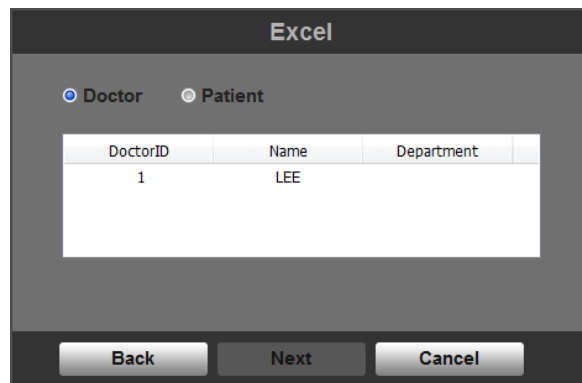 Excel
Doctor Patient
DoctorID Name Department
1 LEE
Back Next Cancel